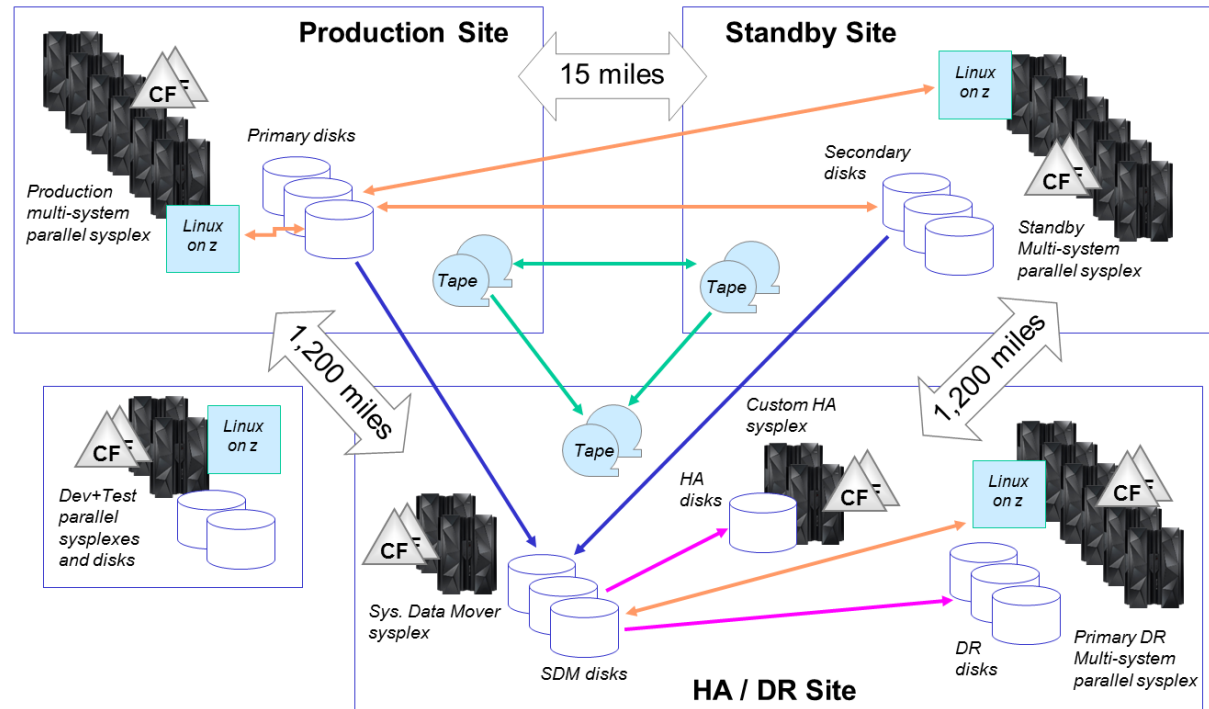 Production Site
Standby Site
15 miles
CF
Primary disks
Production
multi-system
parallel sysplex
Linux
on z
Linux
on z
Secondary
disks
CF
Standby
Multi-system
parallel sysplex
Tape
Tape
Tape
1,200 miles
1,200 miles
CF
Linux
on z
Dev+Test
parallel
sysplexes
and disks
Custom HA
sysplex
HA
disks
CF
CF
Sys. Data Mover
sysplex
SDM disks
Linux
on z
CF
DR
disks
Primary DR
Multi-system
parallel sysplex
HA / DR Site